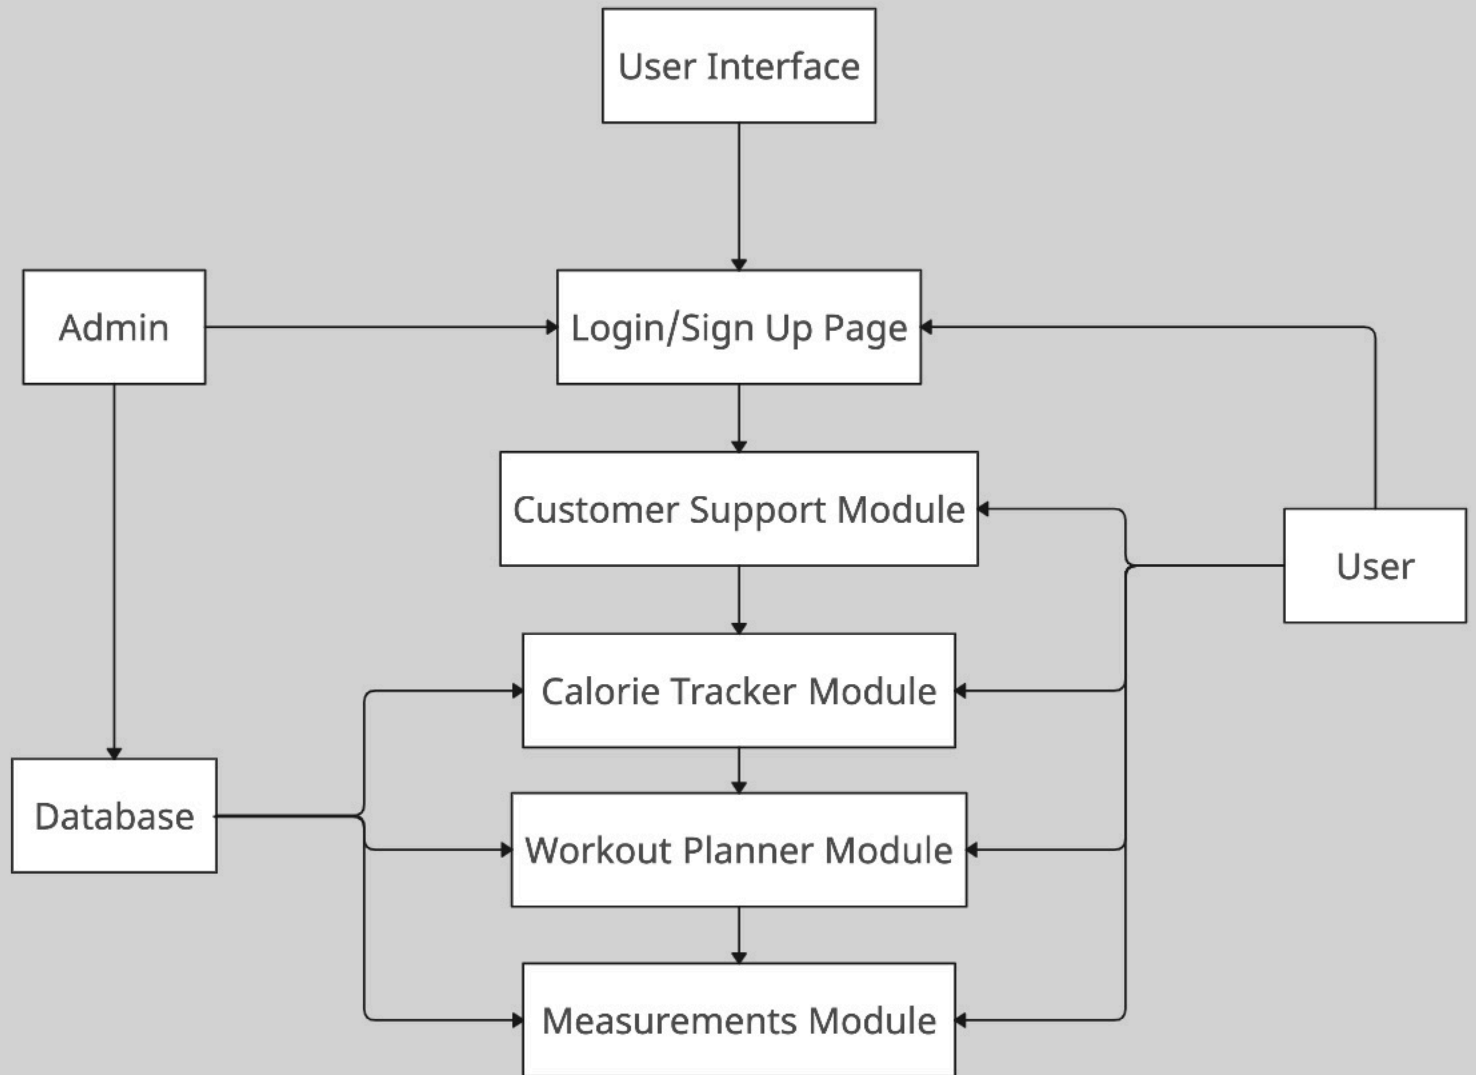 User Interface
Admin
Login/Sign Up Page
Customer Support Module
User
Calorie Tracker Module
Database
Workout Planner Module
Measurements Module